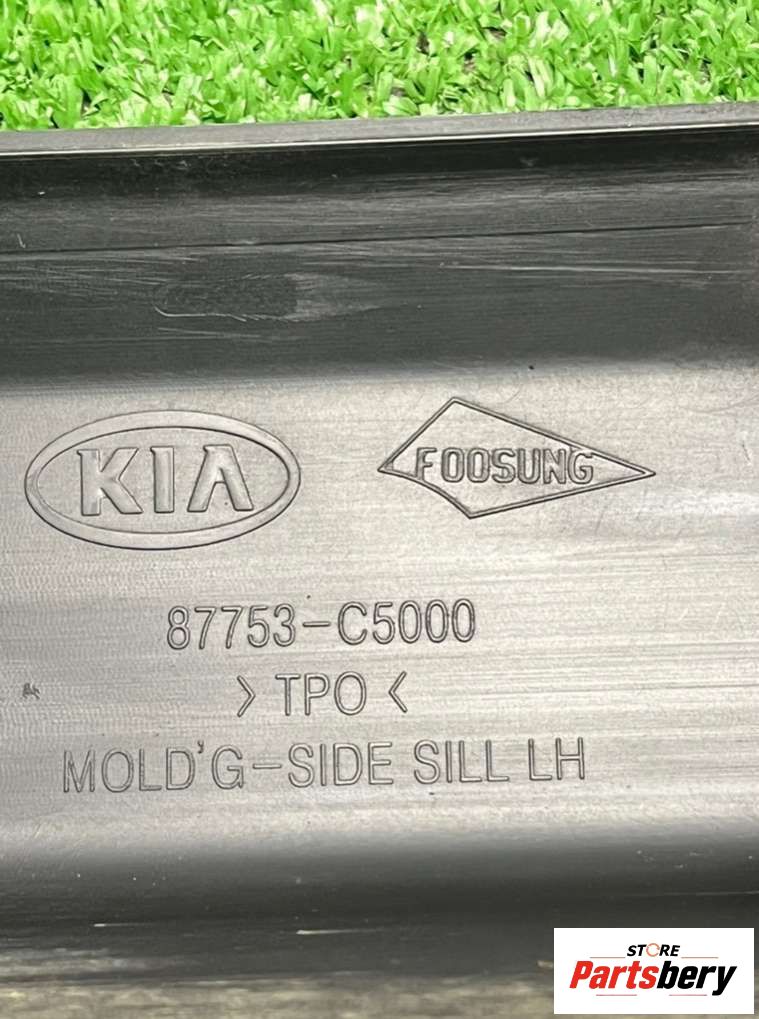 KIA
FOOSUNG
87753-C5000
>TPO<
MOLD'G-SIDE SILL LH
STORE
Partsbery